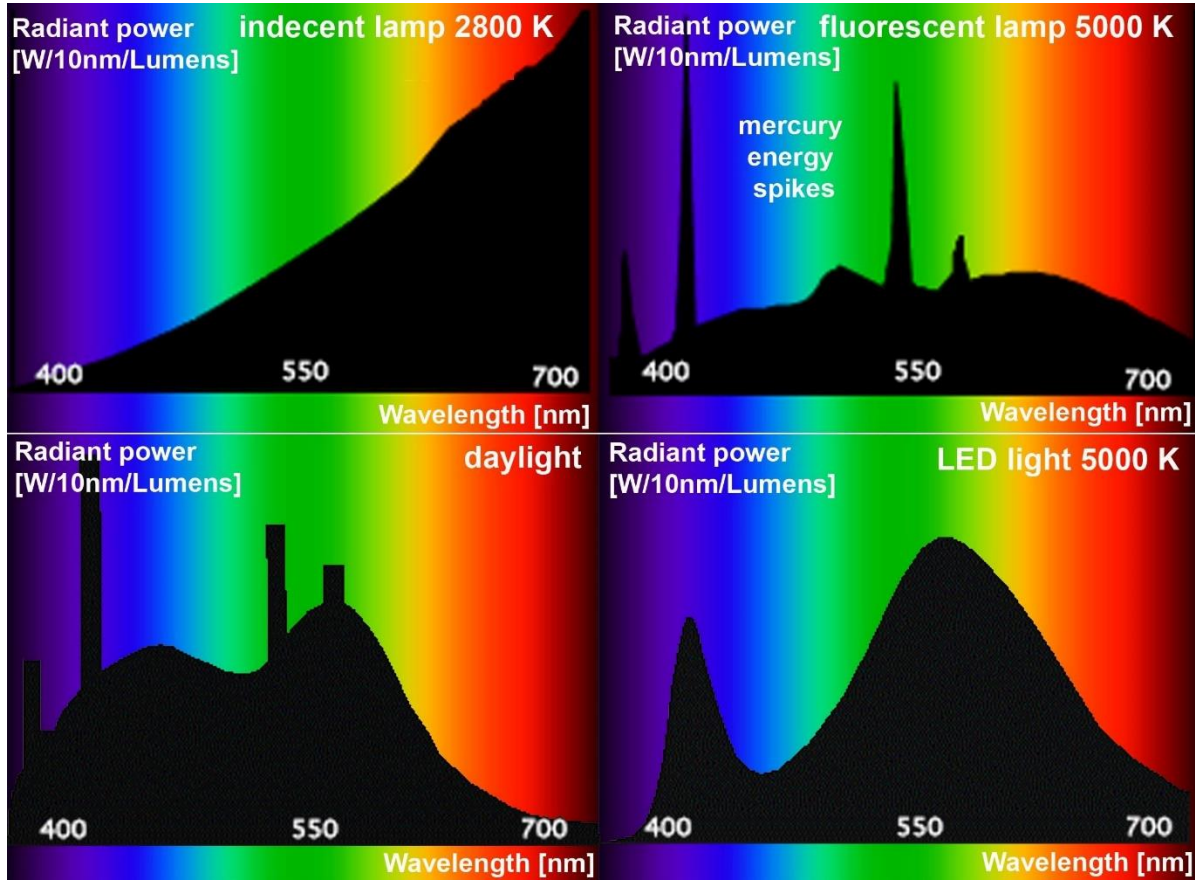 Radiant power
[W/10nm/Lumens]
indecent lamp 2800 K
400 550 700
Wavelength [nm]
Radiant power
[W/10nm/Lumens]
fluorescent lamp 5000 K
mercury
energy
spikes
400 550 700
Wavelength [nm]
Radiant power
[W/10nm/Lumens]
daylight
400 550 700
Wavelength [nm]
Radiant power
[W/10nm/Lumens]
LED light 5000 K
400 550 700
Wavelength [nm]